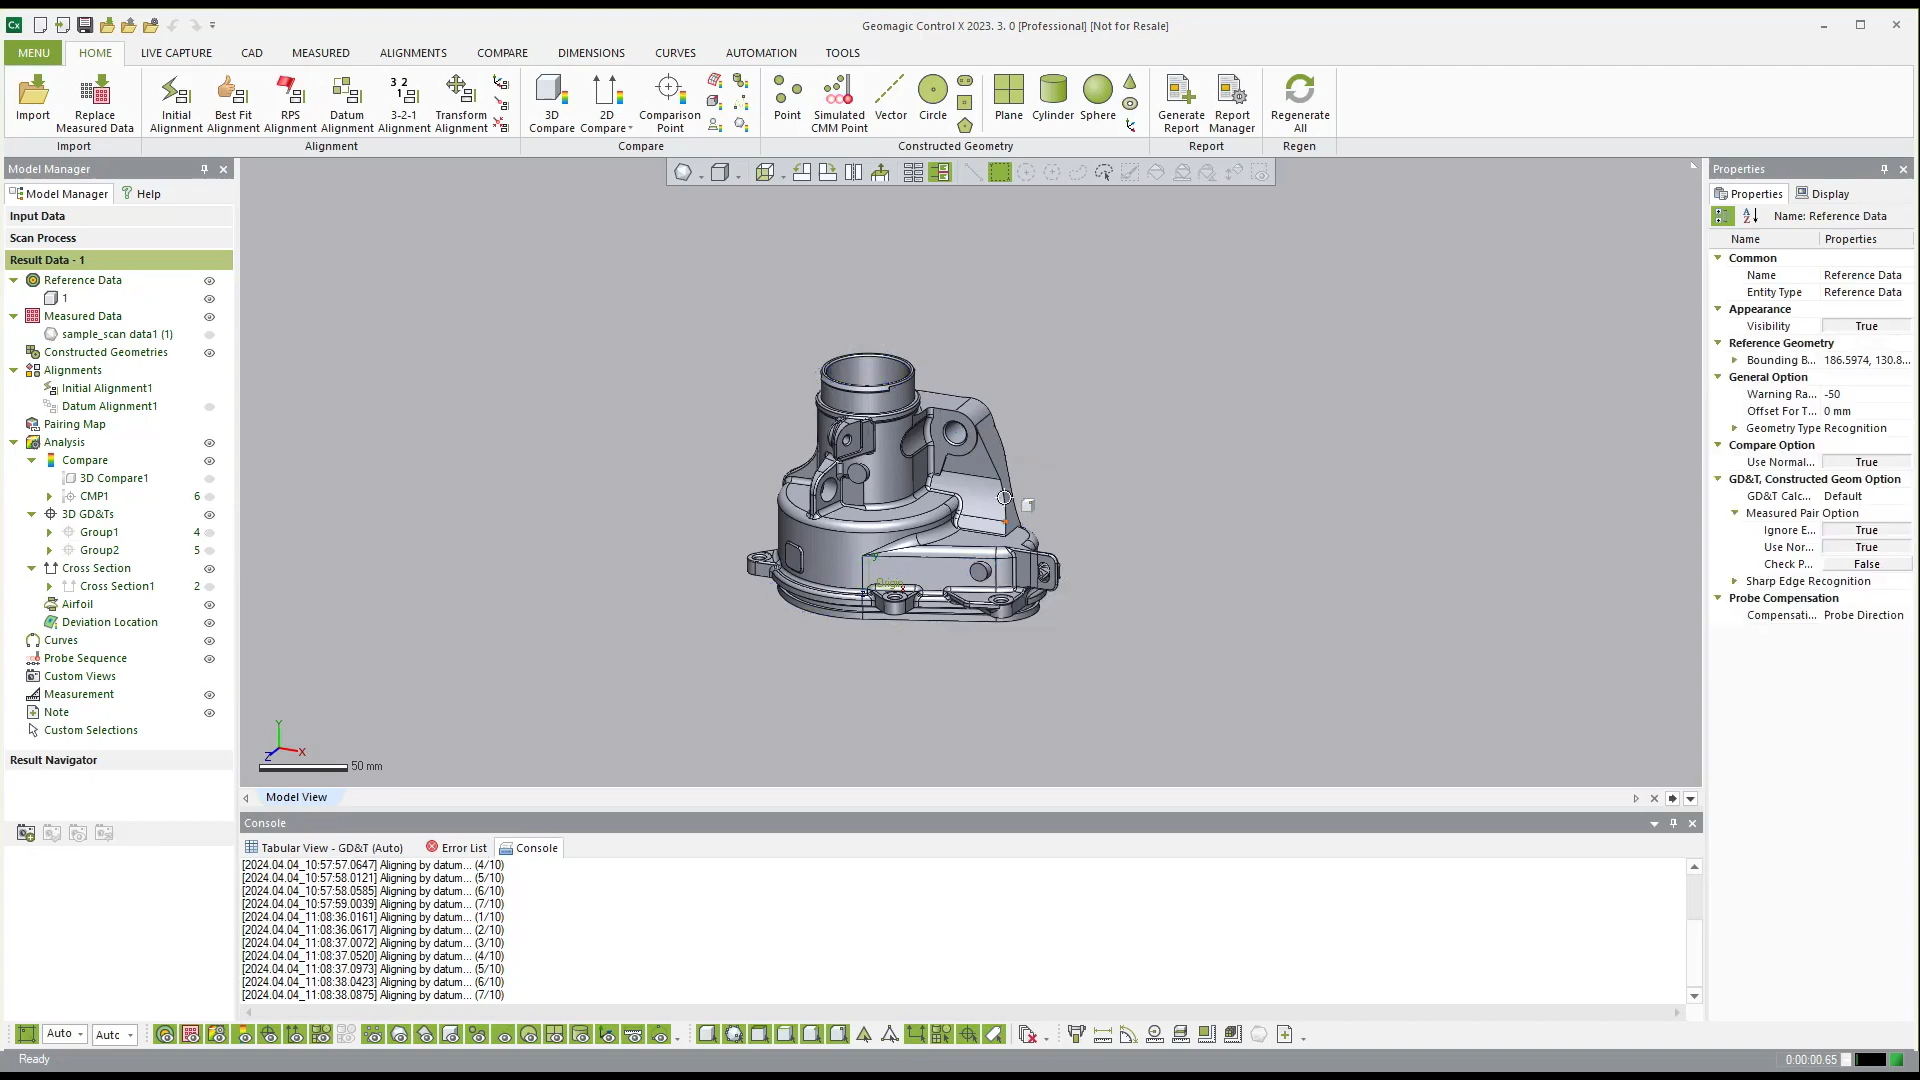 Cx
Geomagic Control X 2023. 3. 0 [Professional] [Not for Resale]
MENU HOME LIVE CAPTURE CAD MEASURED ALIGNMENTS COMPARE DIMENSIONS CURVES AUTOMATION TOOLS
Import
Replace Measured Data
Initial Alignment
Best Fit Alignment
RPS Alignment
Datum Alignment
3-2-1 Alignment
Transform Alignment
3D Compare
2D Compare
Comparison Point
Point
Simulated CMM Point
Vector
Circle
Plane
Cylinder
Sphere
Generate Report
Report Manager
Regenerate All
Import Alignment Compare Constructed Geometry Report Regen
Model Manager
Model Manager Help
Input Data
Scan Process
Result Data - 1
Reference Data
1
Measured Data
sample_scan data1 (1)
Constructed Geometries
Alignments
Initial Alignment1
Datum Alignment1
Pairing Map
Analysis
Compare
3D Compare1
CMP1 6
3D GD&Ts
Group1 4
Group2 5
Cross Section
Cross Section1 2
Airfoil
Deviation Location
Curves
Probe Sequence
Custom Views
Measurement
Note
Custom Selections
Result Navigator
Origin
Y
X
Z
50 mm
Model View
Console
Tabular View - GD&T (Auto) Error List Console
[2024.04.04_10:57:57.0647] Aligning by datum... (4/10)
[2024.04.04_10:57:58.0121] Aligning by datum... (5/10)
[2024.04.04_10:57:58.0585] Aligning by datum... (6/10)
[2024.04.04_10:57:59.0039] Aligning by datum... (7/10)
[2024.04.04_11:08:36.0161] Aligning by datum... (1/10)
[2024.04.04_11:08:36.0617] Aligning by datum... (2/10)
[2024.04.04_11:08:37.0072] Aligning by datum... (3/10)
[2024.04.04_11:08:37.0520] Aligning by datum... (4/10)
[2024.04.04_11:08:37.0973] Aligning by datum... (5/10)
[2024.04.04_11:08:38.0423] Aligning by datum... (6/10)
[2024.04.04_11:08:38.0875] Aligning by datum... (7/10)
Properties
Properties Display
Name: Reference Data
Name Properties
Common
Name Reference Data
Entity Type Reference Data
Appearance
Visibility True
Reference Geometry
Bounding B... 186.5974, 130.8...
General Option
Warning Ra... -50
Offset For T... 0 mm
Geometry Type Recognition
Compare Option
Use Normal... True
GD&T, Constructed Geom Option
GD&T Calc... Default
Measured Pair Option
Ignore E... True
Use Nor... True
Check P... False
Sharp Edge Recognition
Probe Compensation
Compensati... Probe Direction
Auto Auto
Ready
0:00:00.65